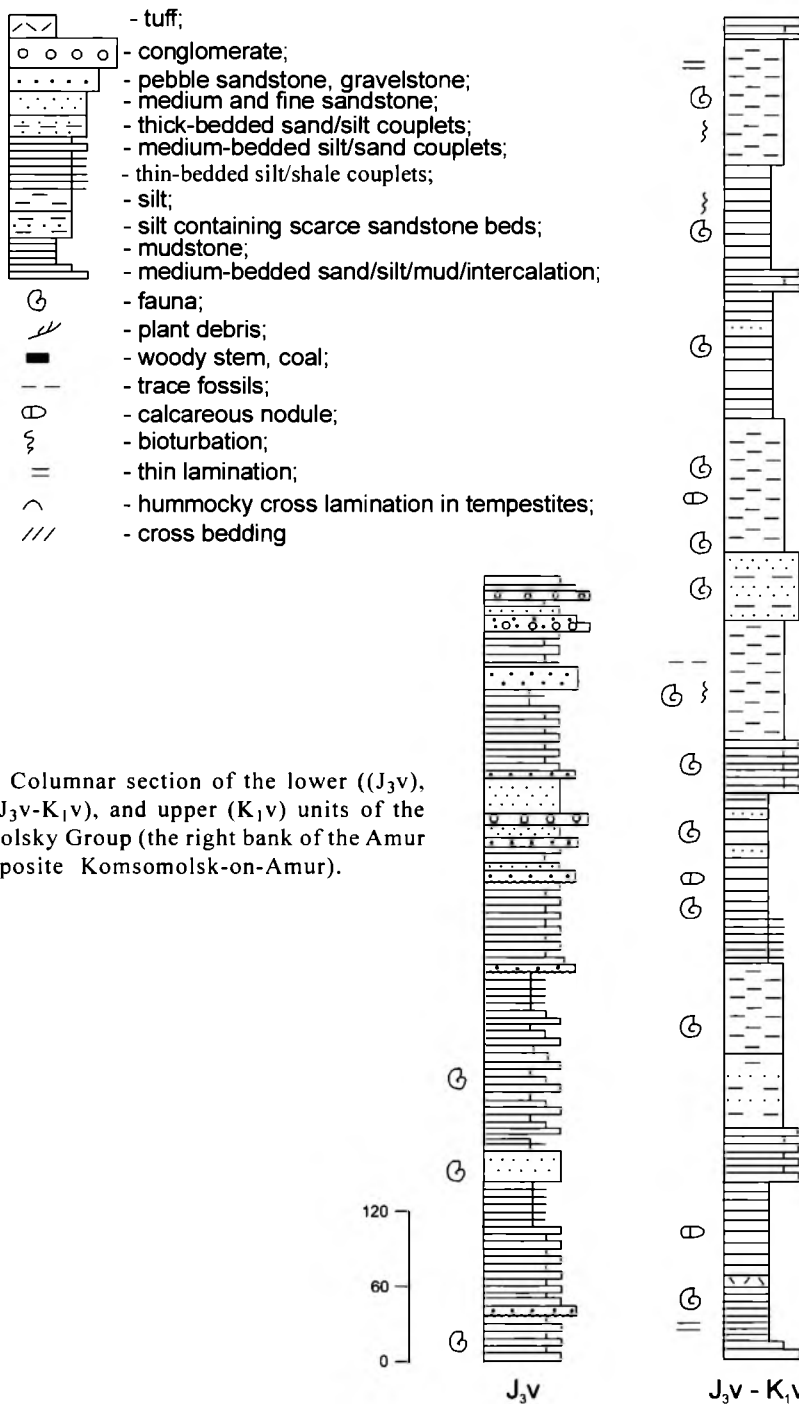 - tuff;
- conglomerate;
- pebble sandstone, gravelstone;
- medium and fine sandstone;
- thick-bedded sand/silt couplets;
- medium-bedded silt/sand couplets;
- thin-bedded silt/shale couplets;
- silt;
- silt containing scarce sandstone beds;
- mudstone;
- medium-bedded sand/silt/mud/intercalation;
- fauna;
- plant debris;
- woody stem, coal;
- trace fossils;
- calcareous nodule;
- bioturbation;
- thin lamination;
- hummocky cross lamination in tempestites;
- cross bedding
Columnar section of the lower ((J₃v),
J₃v-K₁v), and upper (K₁v) units of the
olsky Group (the right bank of the Amur
posite Komsomolsk-on-Amur).
120
60
0
J₃v
J₃v - K₁v